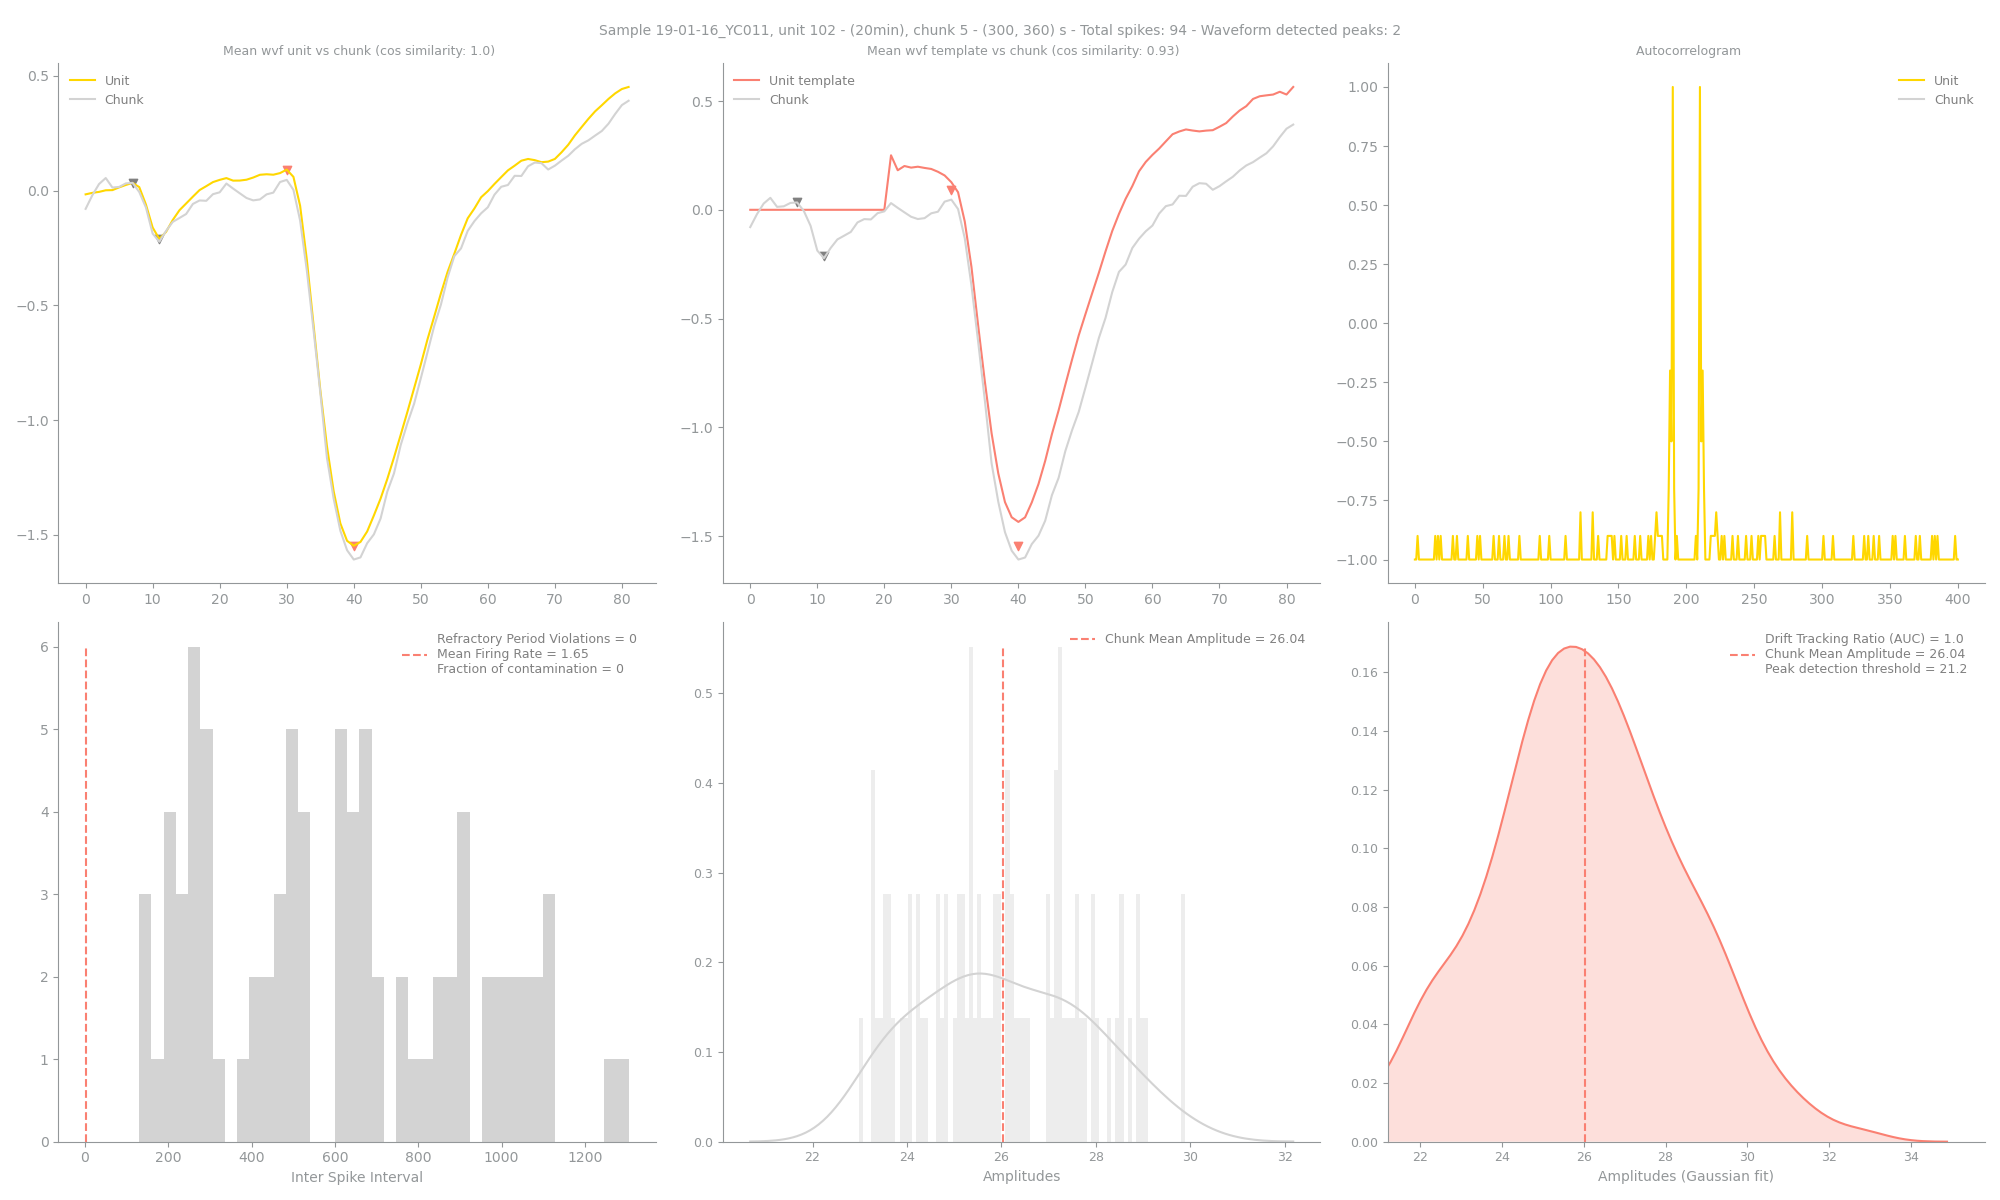 Sample 19-01-16_YC011, unit 102 - (20min), chunk 5 - (300, 360) s - Total spikes: 94 - Waveform detected peaks: 2
Mean wvf unit vs chunk (cos similarity: 1.0)
Unit
Chunk
0.5
0.0
−0.5
−1.0
−1.5
0 10 20 30 40 50 60 70 80
Mean wvf template vs chunk (cos similarity: 0.93)
Unit template
Chunk
0.5
0.0
−0.5
−1.0
−1.5
0 10 20 30 40 50 60 70 80
Autocorrelogram
Unit
Chunk
1.00
0.75
0.50
0.25
0.00
−0.25
−0.50
−0.75
−1.00
0 50 100 150 200 250 300 350 400
Refractory Period Violations = 0
Mean Firing Rate = 1.65
Fraction of contamination = 0
6
5
4
3
2
1
0
0 200 400 600 800 1000 1200
Inter Spike Interval
Chunk Mean Amplitude = 26.04
0.5
0.4
0.3
0.2
0.1
0.0
22 24 26 28 30 32
Amplitudes
Drift Tracking Ratio (AUC) = 1.0
Chunk Mean Amplitude = 26.04
Peak detection threshold = 21.2
0.16
0.14
0.12
0.10
0.08
0.06
0.04
0.02
0.00
22 24 26 28 30 32 34
Amplitudes (Gaussian fit)